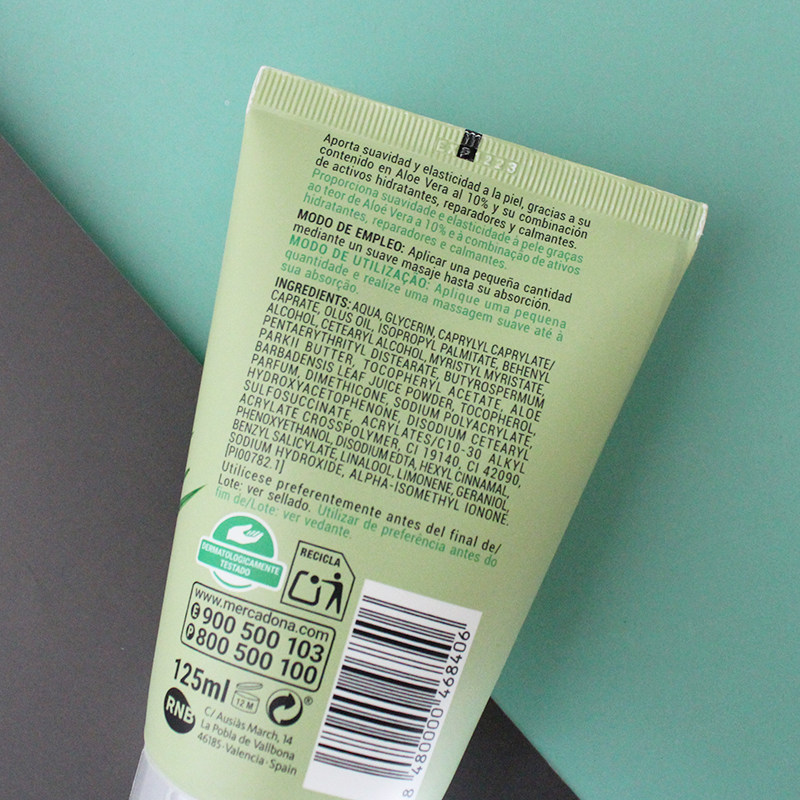 Aporta suavidad y elasticidad a la piel, gracias a su
contenido en Aloe Vera al 10% y su combinación
de activos hidratantes, reparadores y calmantes.
Proporciona suavidade e elasticidade à pele graças
ao teor de Aloé Vera a 10% e à combinação de ativos
hidratantes, reparadores e calmantes.
MODO DE EMPLEO: Aplicar una pequeña cantidad
mediante un suave masaje hasta su absorción.
MODO DE UTILIZAÇÃO: Aplique uma pequena
quantidade e realize uma massagem suave até à
sua absorção.
INGREDIENTS: AQUA, GLYCERIN, CAPRYLYL CAPRYLATE/
CAPRATE, OLUS OIL, ISOPROPYL PALMITATE, BEHENYL
ALCOHOL, CETEARYL ALCOHOL, MYRISTYL MYRISTATE,
PENTAERYTHRITYL DISTEARATE, BUTYROSPERMUM
PARKII BUTTER, TOCOPHERYL ACETATE, ALOE
BARBADENSIS LEAF JUICE POWDER, TOCOPHEROL,
PARFUM, DIMETHICONE, SODIUM POLYACRYLATE,
HYDROXYACETOPHENONE, DISODIUM CETEARYL
SULFOSUCCINATE, ACRYLATES/C10-30 ALKYL
ACRYLATE CROSSPOLYMER, CI 19140, CI 42090,
PHENOXYETHANOL, DISODIUM EDTA, HEXYL CINNAMAL,
BENZYL SALICYLATE, LINALOOL, LIMONENE, GERANIOL,
SODIUM HYDROXIDE, ALPHA-ISOMETHYL IONONE.
[PI00782.1]
Utilícese preferentemente antes del final de/
Lote: ver sellado. Utilizar de preferência antes do
fim de/Lote: ver vedante.
DERMATOLOGICAMENTE
TESTADO
RECICLA
www.mercadona.com
E 900 500 103
P 800 500 100
125ml
12 M
®
RNB
C/ Ausiàs March, 14
La Pobla de Vallbona
46185 · Valencia · Spain
8 480000 468406